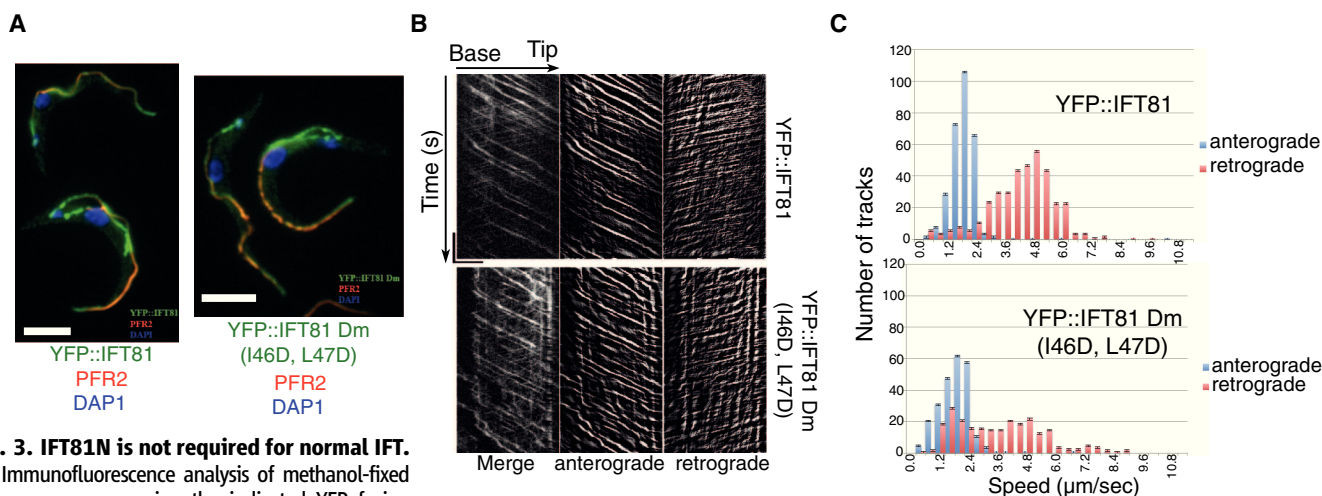 A
YFP::IFT81
PFR2
DAPI
YFP::IFT81 Dm
PFR2
DAPI
YFP::IFT81
PFR2
DAP1
YFP::IFT81 Dm
(I46D, L47D)
PFR2
DAP1
. 3. IFT81N is not required for normal IFT.
Immunofluorescence analysis of methanol-fixed
B
Base
Tip
Time (s)
YFP::IFT81
YFP::IFT81 Dm
(I46D, L47D)
Merge
anterograde
retrograde
C
Number of tracks
120
100
80
60
40
20
0
YFP::IFT81
anterograde
retrograde
0.0
1.2
2.4
3.6
4.8
6.0
7.2
8.4
9.6
10.8
120
100
80
60
40
20
0
YFP::IFT81 Dm
(I46D, L47D)
anterograde
retrograde
0.0
1.2
2.4
3.6
4.8
6.0
7.2
8.4
9.6
10.8
Speed (µm/sec)